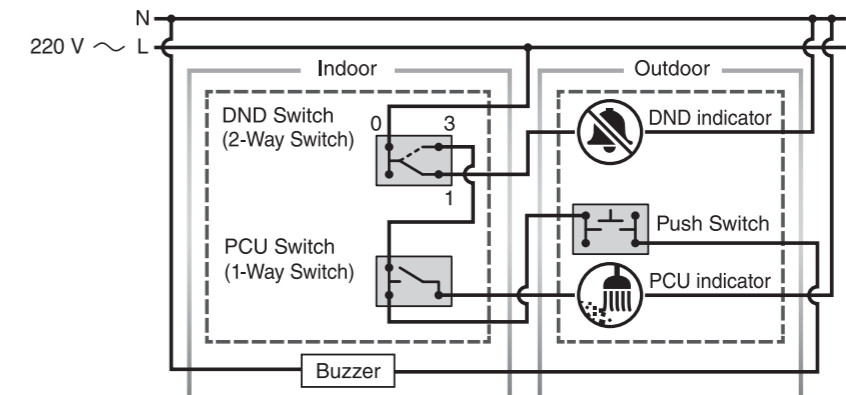 N
220 V ～ L
Indoor
Outdoor
DND Switch
(2-Way Switch)
0
3
1
DND indicator
Push Switch
PCU Switch
(1-Way Switch)
PCU indicator
Buzzer